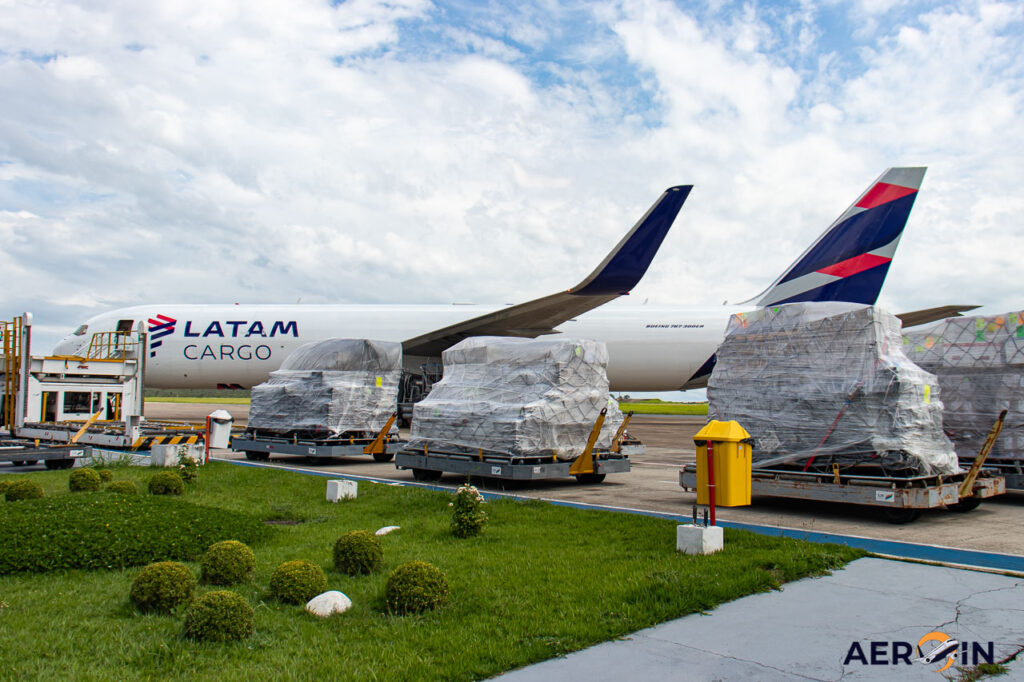 LATAM
CARGO
BOEING 767-300ER
AEROIN